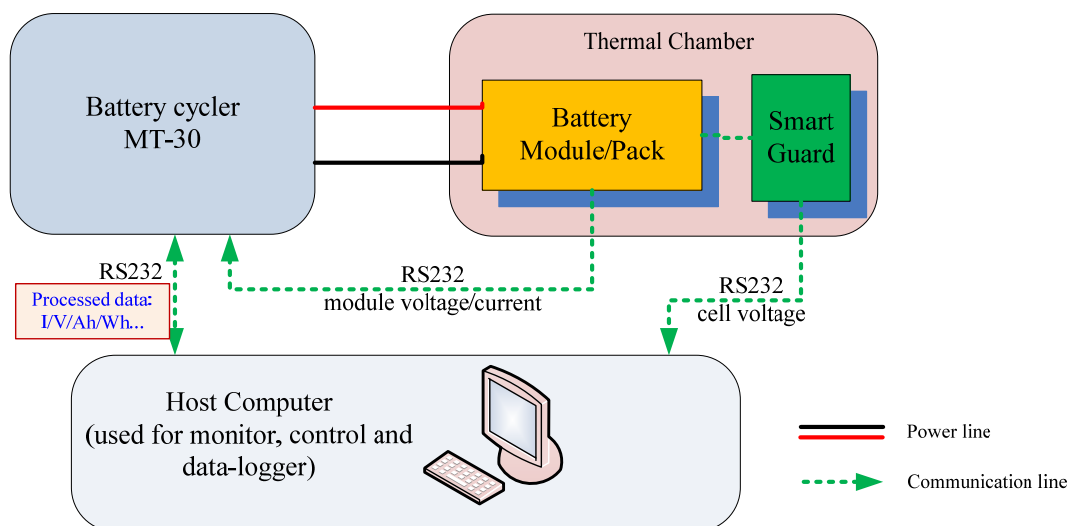 Thermal Chamber
Battery cycler
MT-30
Battery
Module/Pack
Smart
Guard
RS232
Processed data:
I/V/Ah/Wh...
RS232
module voltage/current
RS232
cell voltage
Host Computer
(used for monitor, control and
data-logger)
Power line
Communication line